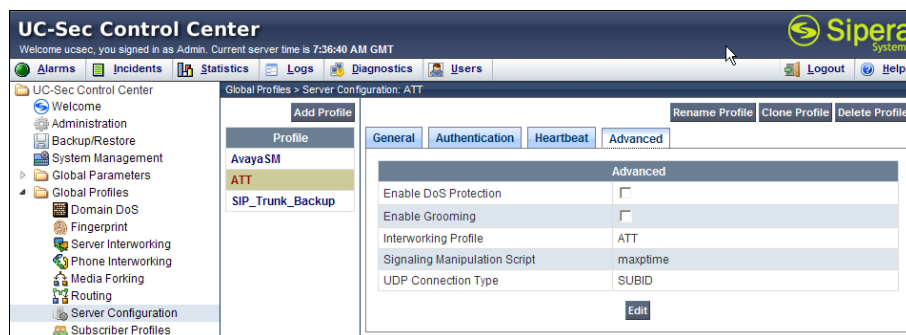 UC-Sec Control Center
Welcome ucsec, you signed in as Admin. Current server time is 7:36:40 AM GMT
Sipera
Systems
Alarms Incidents Statistics Logs Diagnostics Users Logout Help
UC-Sec Control Center
Welcome
Administration
Backup/Restore
System Management
Global Parameters
Global Profiles
Domain DoS
Fingerprint
Server Interworking
Phone Interworking
Media Forking
Routing
Server Configuration
Subscriber Profiles
Global Profiles > Server Configuration: ATT
Add Profile
Rename Profile Clone Profile Delete Profile
Profile
AvayaSM
ATT
SIP_Trunk_Backup
General Authentication Heartbeat Advanced
Advanced
Enable DoS Protection
Enable Grooming
Interworking Profile ATT
Signaling Manipulation Script maxptime
UDP Connection Type SUBID
Edit